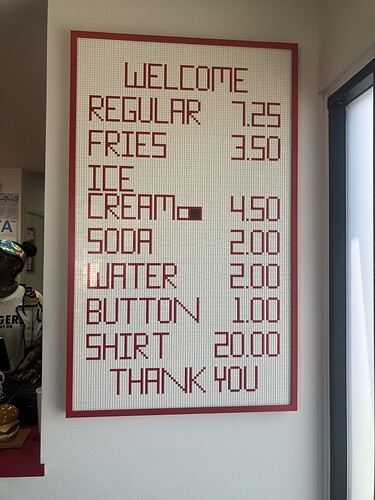 WELCOME
REGULAR 7.25
FRIES 3.50
ICE
CREAM 4.50
SODA 2.00
WATER 2.00
BUTTON 1.00
SHIRT 20.00
THANK YOU